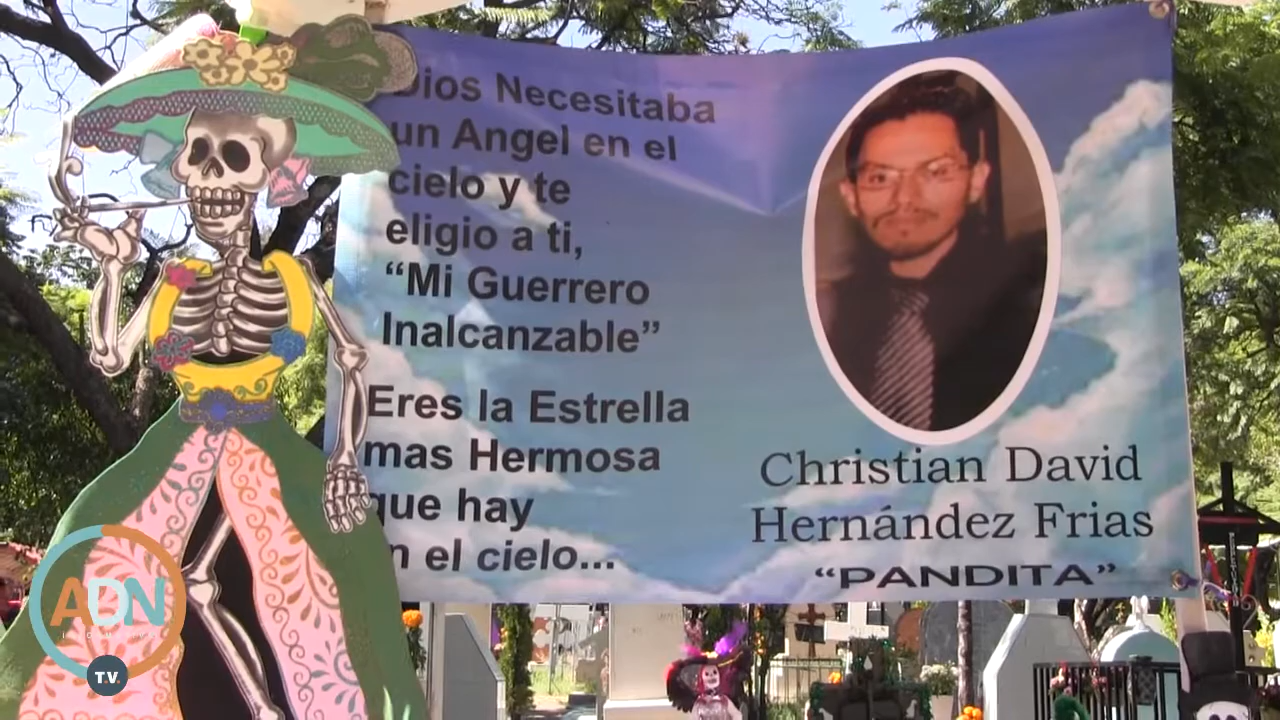 Dios Necesitaba
un Angel en el
cielo y te
eligio a ti,
“Mi Guerrero
Inalcanzable”
Eres la Estrella
mas Hermosa
que hay
n el cielo...
Christian David
Hernández Frias
“PANDITA”
ADN
T.V.